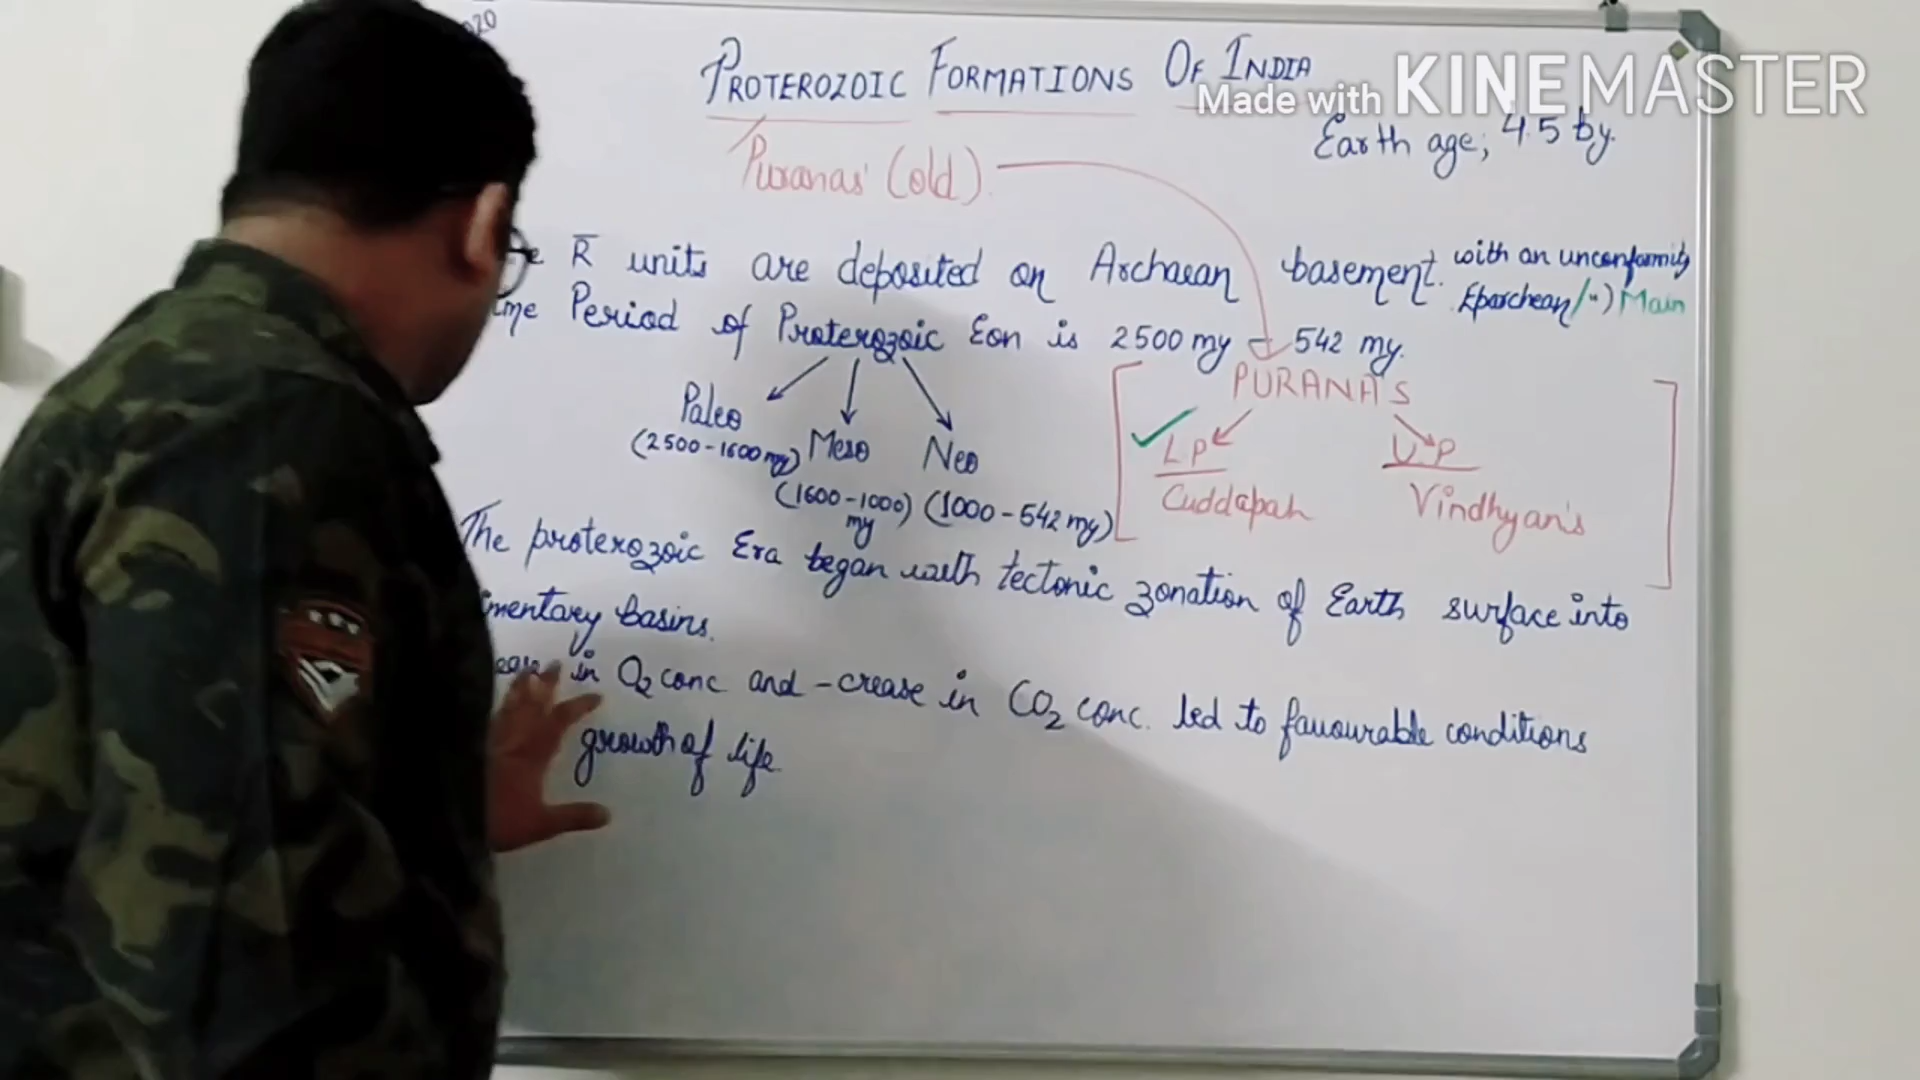 020
PROTEROZOIC FORMATIONS OF INDIA
Made with KINEMASTER
Earth age; 4.5 by.
Puranas' (old)
R̅ units are deposited on Archaean basement. with an unconformity
(Eparchean/") Main
Period of Proterozoic Eon is 2500 my - 542 my.
PURANA'S
Paleo
(2500-1600 my)
Meso
(1600-1000)
my
Neo
(1000-542 my)
LP
Cuddapah
U.P
Vindhyan's
The proterozoic Era began with tectonic zonation of Earth surface into
mentary basins.
in O2 conc and -crease in CO2 conc. led to favourable conditions
growth of life